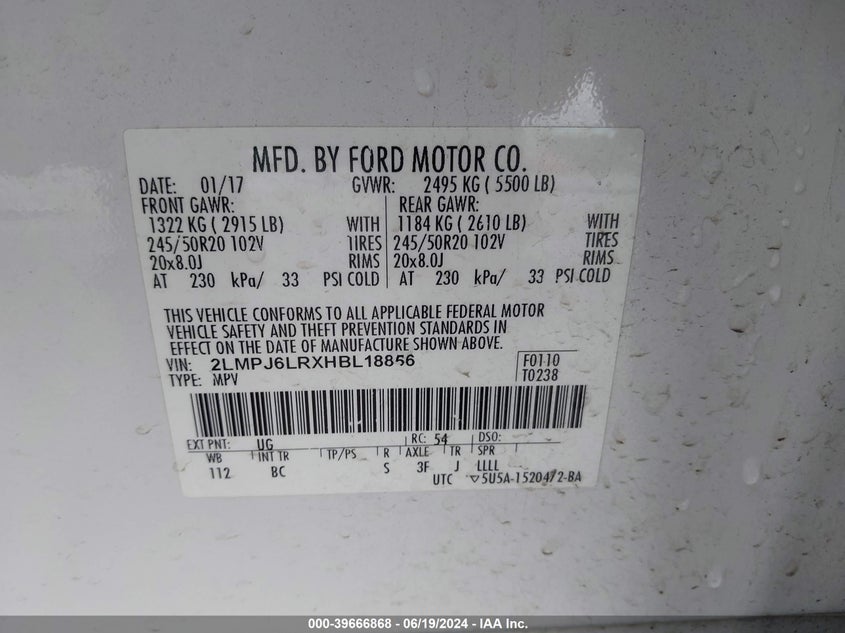 MFD. BY FORD MOTOR CO.
DATE: 01/17 GVWR: 2495 KG ( 5500 LB)
FRONT GAWR: REAR GAWR:
1322 KG ( 2915 LB) WITH 1184 KG ( 2610 LB) WITH
245/50R20 102V TIRES 245/50R20 102V TIRES
20x8.0J RIMS 20x8.0J RIMS
AT 230 kPa/ 33 PSI COLD AT 230 kPa/ 33 PSI COLD
THIS VEHICLE CONFORMS TO ALL APPLICABLE FEDERAL MOTOR
VEHICLE SAFETY AND THEFT PREVENTION STANDARDS IN
EFFECT ON THE DATE OF MANUFACTURE SHOWN ABOVE.
VIN: 2LMPJ6LRXHBL18856 F0110
TYPE: MPV T0238
EXT PNT: UG RC: 54 DSO:
WB INT TR TP/PS R AXLE TR SPR
112 BC S 3F J LLLL
UTC ▽5U5A-1520472-BA
000-39666868 - 06/19/2024 - IAA Inc.